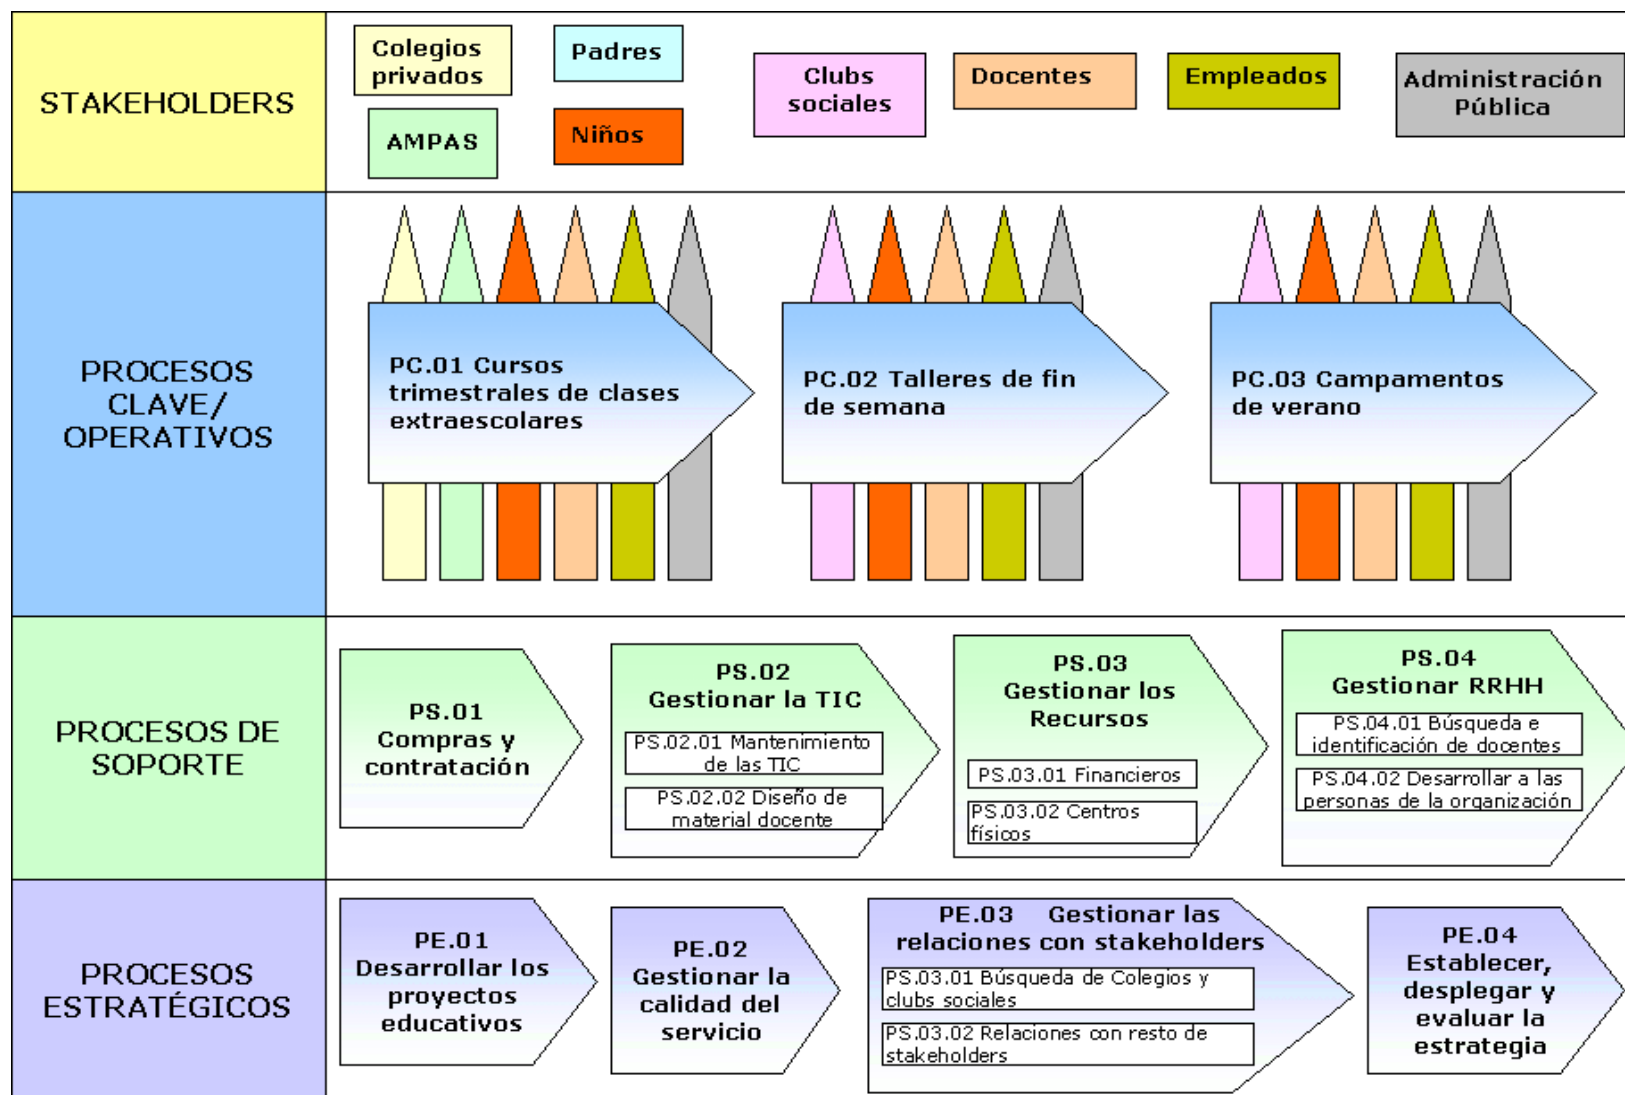 STAKEHOLDERS
Colegios
privados
Padres
AMPAS
Niños
Clubs
sociales
Docentes
Empleados
Administración
Pública
PROCESOS
CLAVE/
OPERATIVOS
PC.01 Cursos
trimestrales de clases
extraescolares
PC.02 Talleres de fin
de semana
PC.03 Campamentos
de verano
PROCESOS DE
SOPORTE
PS.01
Compras y
contratación
PS.02
Gestionar la TIC
PS.02.01 Mantenimiento
de las TIC
PS.02.02 Diseño de
material docente
PS.03
Gestionar los
Recursos
PS.03.01 Financieros
PS.03.02 Centros
físicos
PS.04
Gestionar RRHH
PS.04.01 Búsqueda e
identificación de docentes
PS.04.02 Desarrollar a las
personas de la organización
PROCESOS
ESTRATÉGICOS
PE.01
Desarrollar los
proyectos
educativos
PE.02
Gestionar la
calidad del
servicio
PE.03 Gestionar las
relaciones con stakeholders
PS.03.01 Búsqueda de Colegios y
clubs sociales
PS.03.02 Relaciones con resto de
stakeholders
PE.04
Establecer,
desplegar y
evaluar la
estrategia